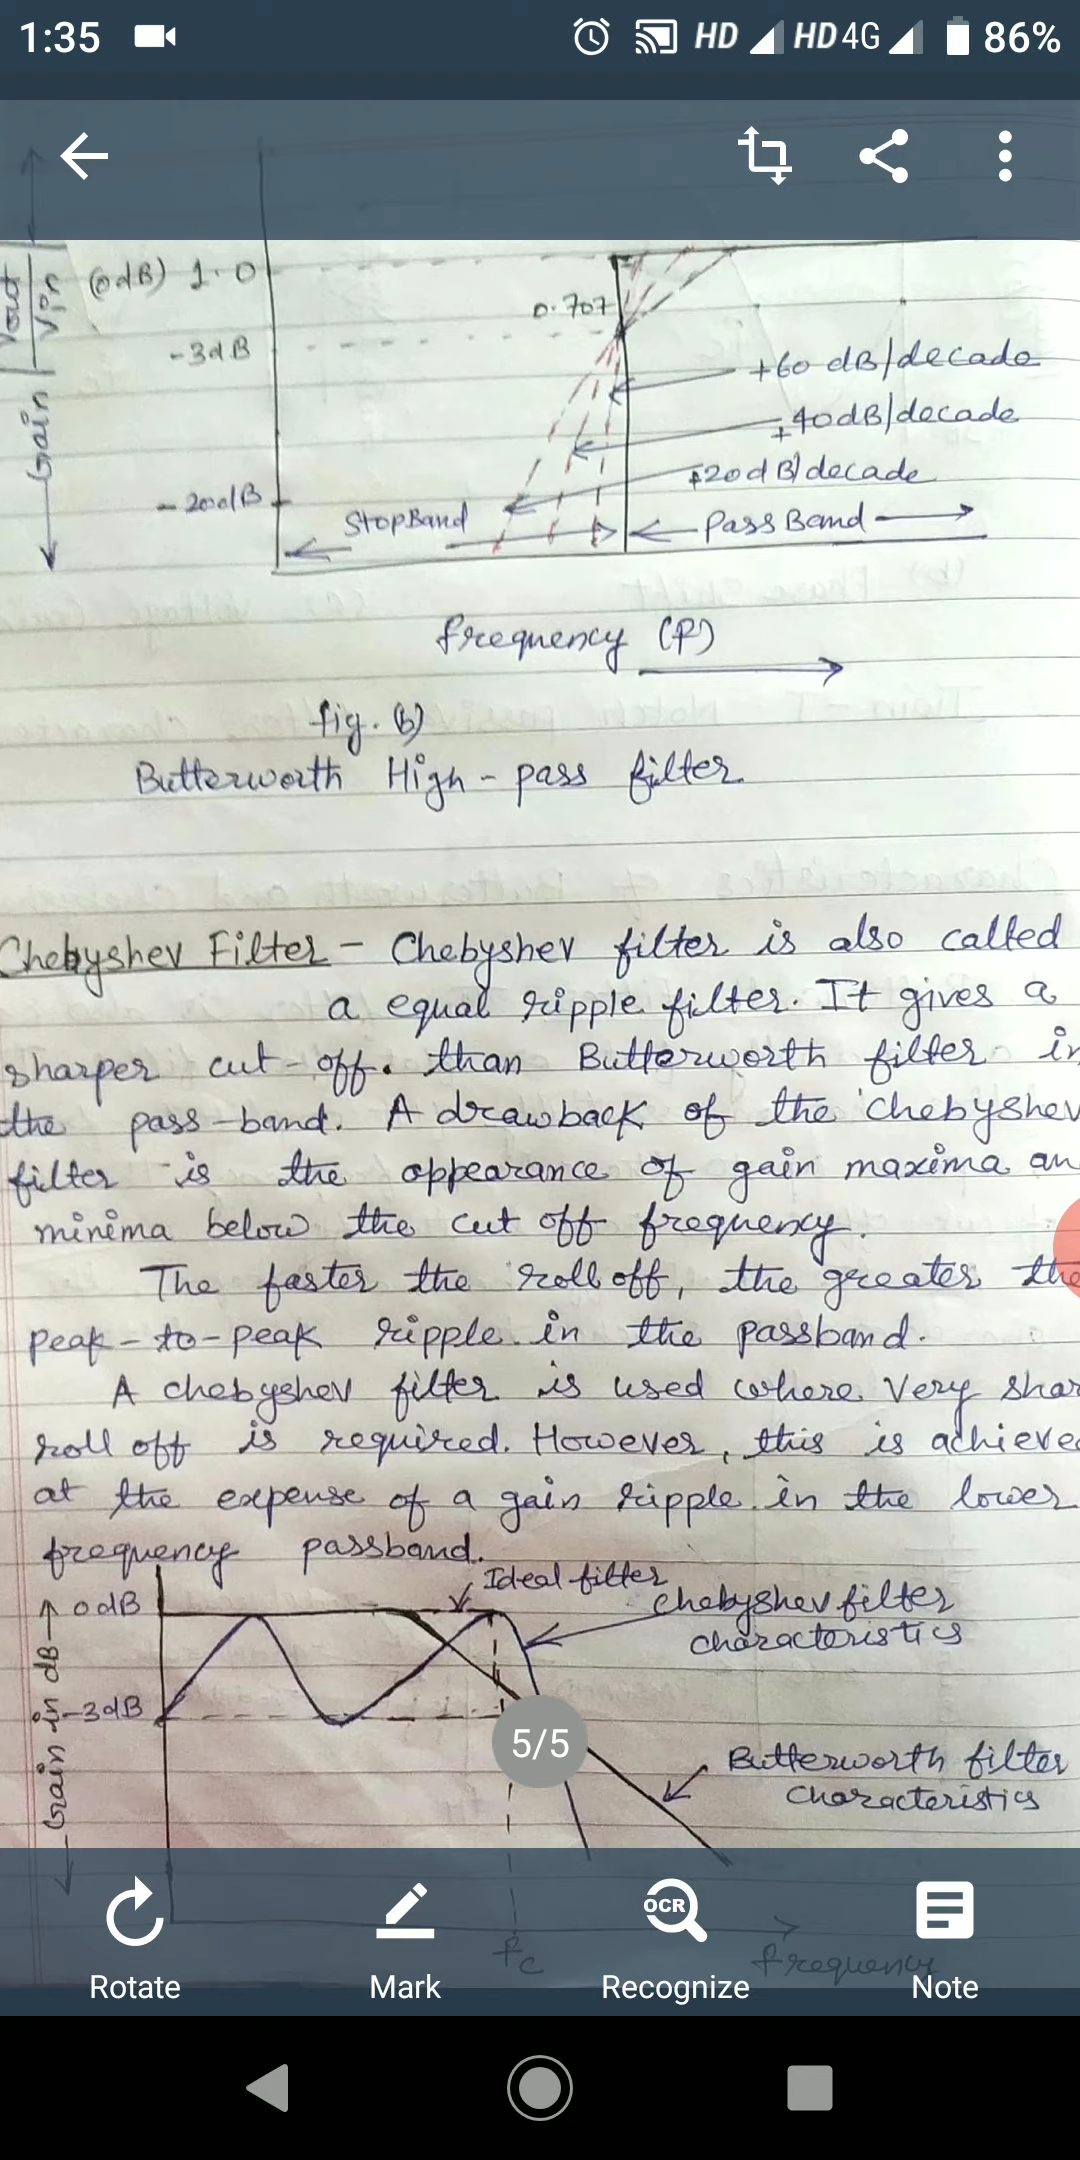 1:35 HD HD 4G 86%
Vout
Vin
Gain
(0dB) 1.0
0.707
-3dB
+60 dB/decade
+40dB/decade
+20dB/decade
-20dB
StopBand
Pass Band
frequency (f)
fig. (b)
Butterworth High-pass filter
Chebyshev Filter - Chebyshev filter is also called
a equal ripple filter. It gives a
sharper cut-off. than Butterworth filter in
the pass-band. A drawback of the chebyshev
filter is the appearance of gain maxima an
minima below the cut off frequency.
The faster the roll off, the greater the
peak-to-peak ripple in the passband.
A chebyshev filter is used where very shar
roll off is required. However, this is achieve
at the expense of a gain ripple in the lower
frequency passband.
Ideal filter
0dB
Chebyshev filter
characteristics
-3dB
Gain in dB
5/5
Butterworth filter
Characteristics
fc
frequency
Rotate Mark OCR Recognize Note